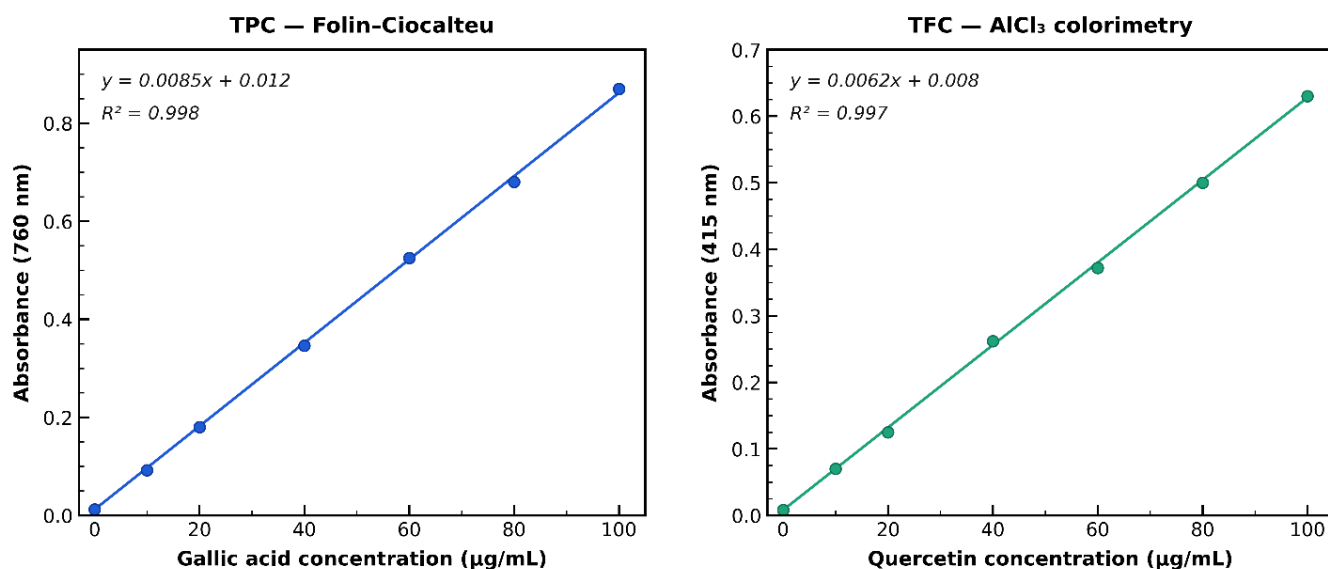 TPC — Folin–Ciocalteu
y = 0.0085x + 0.012
R² = 0.998
Absorbance (760 nm)
0.8
0.6
0.4
0.2
0.0
0 20 40 60 80 100
Gallic acid concentration (µg/mL)
TFC — AlCl₃ colorimetry
y = 0.0062x + 0.008
R² = 0.997
Absorbance (415 nm)
0.7
0.6
0.5
0.4
0.3
0.2
0.1
0.0
0 20 40 60 80 100
Quercetin concentration (µg/mL)